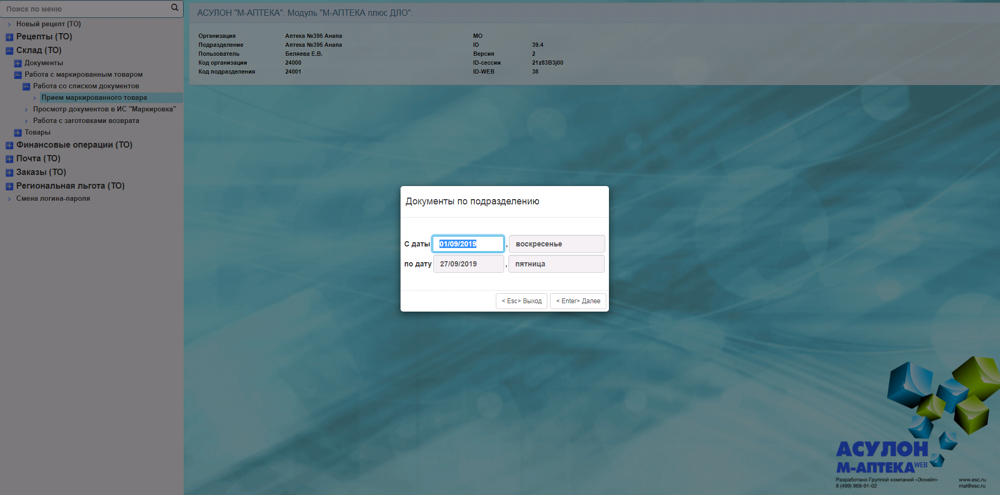 Поиск по меню
Новый рецепт (ТО)
Рецепты (ТО)
Склад (ТО)
Документы
Работа с маркированным товаром
Работа со списком документов
Прием маркированного товара
Просмотр документов в ИС "Маркировка"
Работа с заготовками возврата
Товары
Финансовые операции (ТО)
Почта (ТО)
Заказы (ТО)
Региональная льгота (ТО)
Смена логина-пароля
АСУЛОН "М-АПТЕКА". Модуль "М-АПТЕКА плюс ДЛО".
Организация Аптека №395 Анапа МО
Подразделение Аптека №395 Анапа ID 39.4
Пользователь Беляева Е.В. Версия 2
Код организации 24000 ID-сессии 21z83B3j00
Код подразделения 24001 ID-WEB 38
Документы по подразделению
С даты 01/09/2019 , воскресенье
по дату 27/09/2019 , пятница
< Esc> Выход < Enter> Далее
АСУЛОН
М-АПТЕКА WEB
Разработано Группой компаний «Эскейп» www.esc.ru
8 (499) 968-91-02 mal@esc.ru